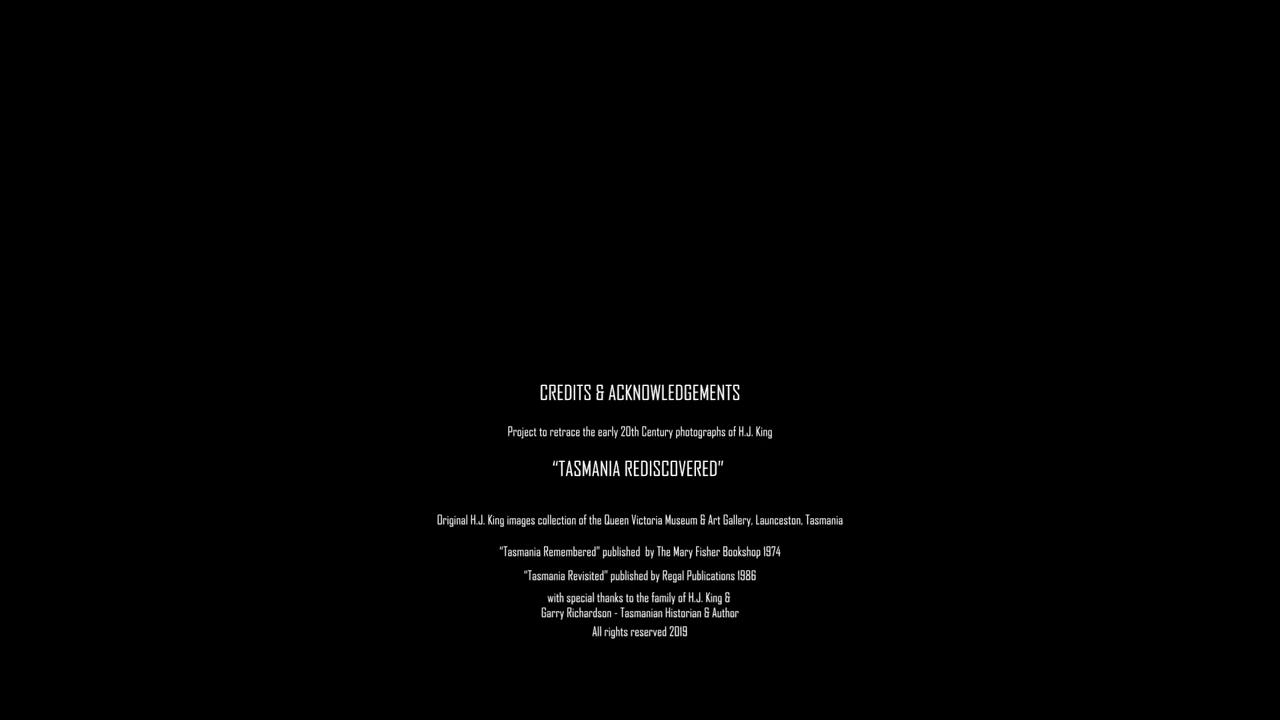 CREDITS & ACKNOWLEDGEMENTS
Project to retrace the early 20th Century photographs of H.J. King
“TASMANIA REDISCOVERED”
Original H.J. King images collection of the Queen Victoria Museum & Art Gallery, Launceston, Tasmania
“Tasmania Remembered” published  by The Mary Fisher Bookshop 1974
“Tasmania Revisited” published by Regal Publications 1986
with special thanks to the family of H.J. King &
Garry Richardson - Tasmanian Historian & Author
All rights reserved 2019